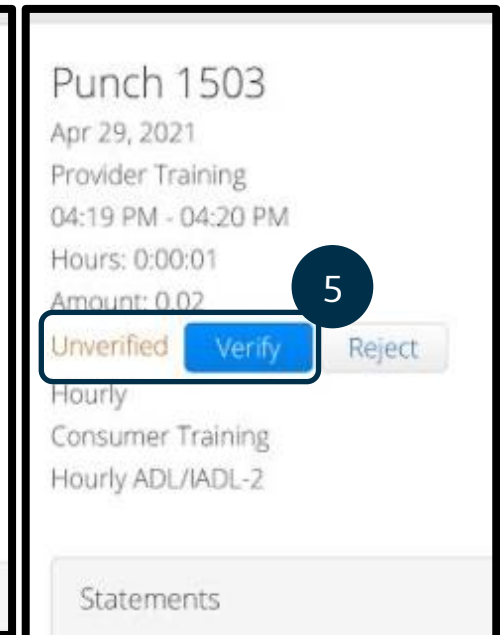 Punch 1503
Apr 29, 2021
Provider Training
04:19 PM - 04:20 PM
Hours: 0:00:01
Amount: 0.02
5
Unverified Verify Reject
Hourly
Consumer Training
Hourly ADL/IADL-2
Statements